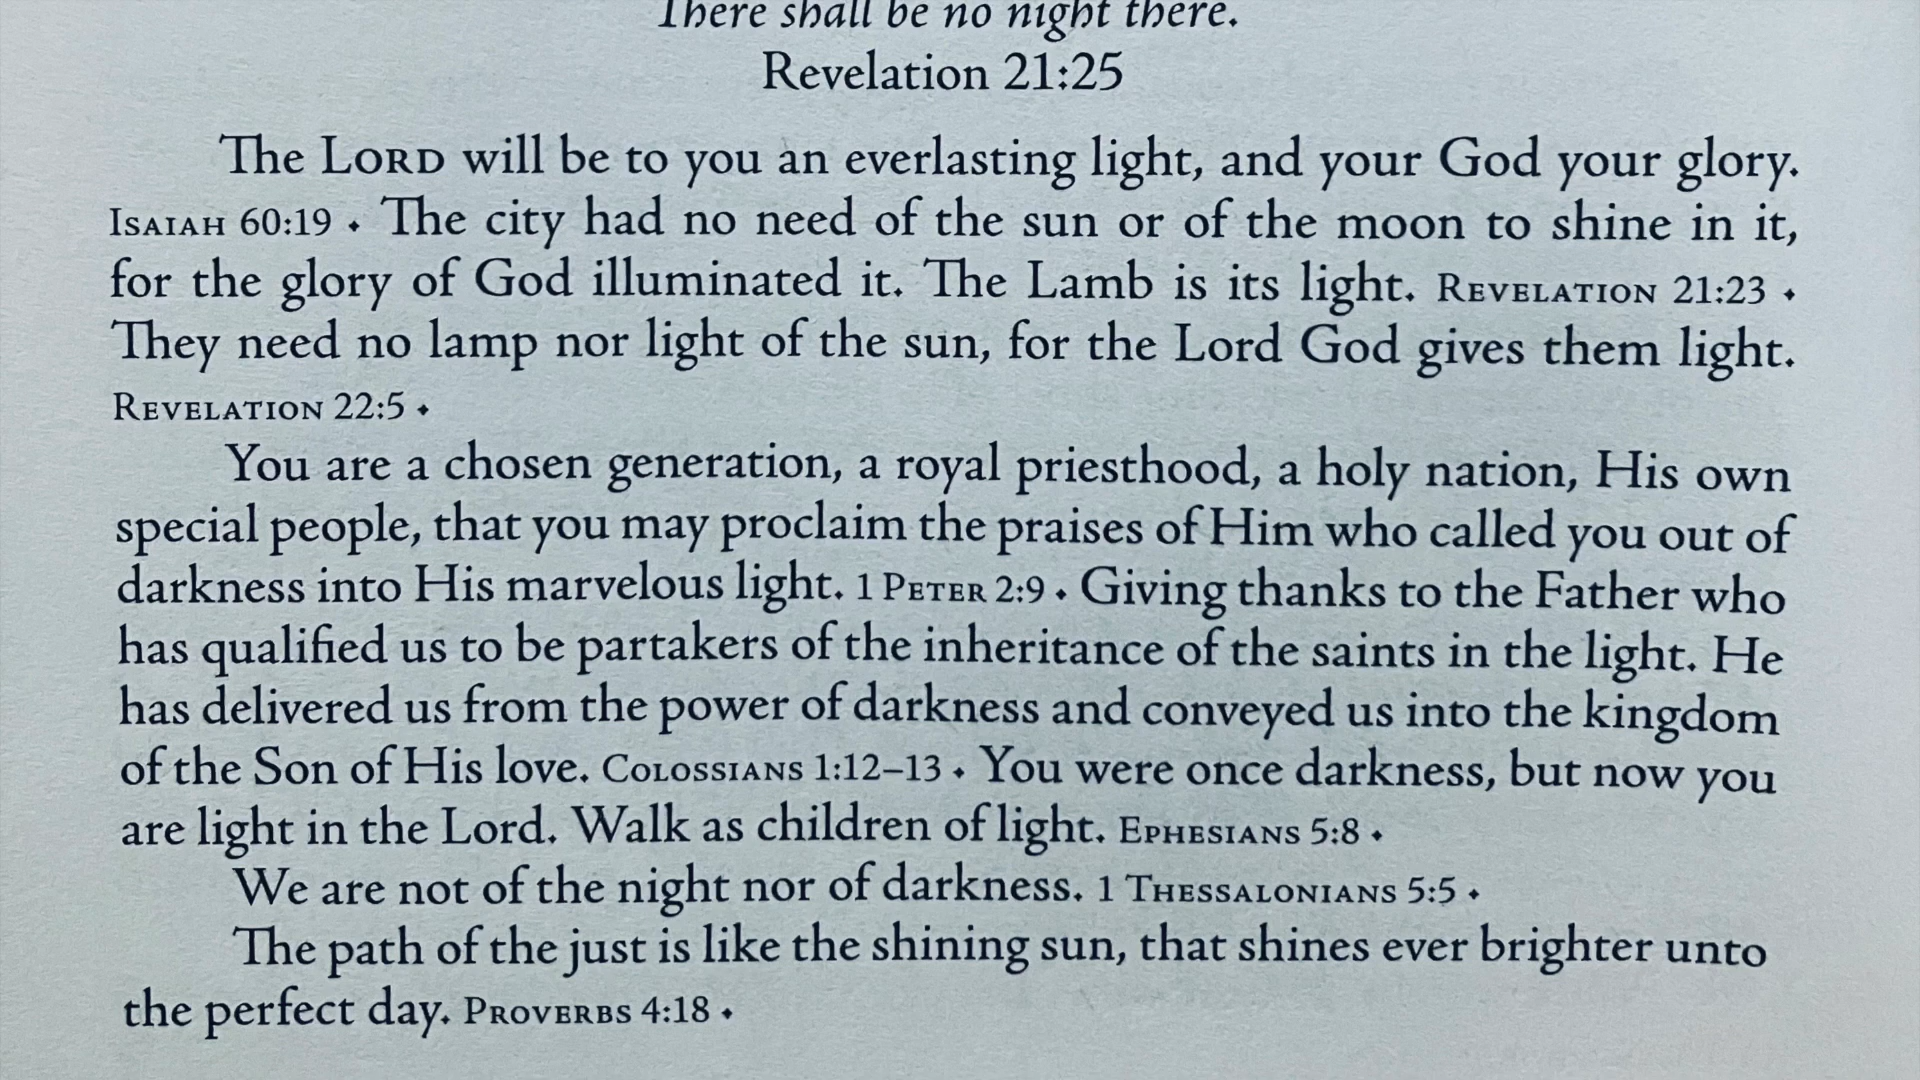 There shall be no night there.
Revelation 21:25
The LORD will be to you an everlasting light, and your God your glory.
ISAIAH 60:19 • The city had no need of the sun or of the moon to shine in it,
for the glory of God illuminated it. The Lamb is its light. REVELATION 21:23 •
They need no lamp nor light of the sun, for the Lord God gives them light.
REVELATION 22:5 •
You are a chosen generation, a royal priesthood, a holy nation, His own
special people, that you may proclaim the praises of Him who called you out of
darkness into His marvelous light. 1 PETER 2:9 • Giving thanks to the Father who
has qualified us to be partakers of the inheritance of the saints in the light. He
has delivered us from the power of darkness and conveyed us into the kingdom
of the Son of His love. COLOSSIANS 1:12–13 • You were once darkness, but now you
are light in the Lord. Walk as children of light. EPHESIANS 5:8 •
We are not of the night nor of darkness. 1 THESSALONIANS 5:5 •
The path of the just is like the shining sun, that shines ever brighter unto
the perfect day. PROVERBS 4:18 •